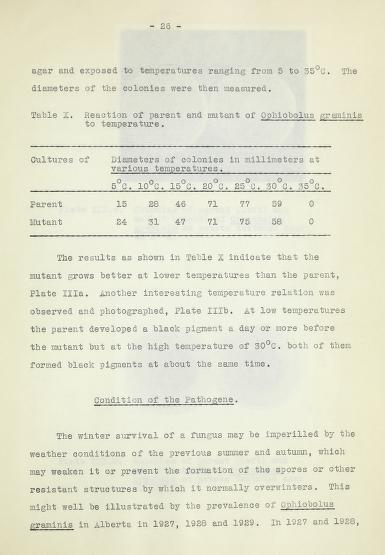 - 26 -
agar and exposed to temperatures ranging from 5 to 35°C. The
diameters of the colonies were then measured.
Table X. Reaction of parent and mutant of Ophiobolus graminis
to temperature.
Cultures of Diameters of colonies in millimeters at
various temperatures.
5°C. 10°C. 15°C. 20°C. 25°C. 30°C. 35°C.
Parent 15 28 46 71 77 59 0
Mutant 24 31 47 71 75 58 0
The results as shown in Table X indicate that the
mutant grows better at lower temperatures than the parent,
Plate IIIa. Another interesting temperature relation was
observed and photographed, Plate IIIb. At low temperatures
the parent developed a black pigment a day or more before
the mutant but at the high temperature of 30°C. both of them
formed black pigments at about the same time.
Condition of the Pathogene.
The winter survival of a fungus may be imperilled by the
weather conditions of the previous summer and autumn, which
may weaken it or prevent the formation of the spores or other
resistant structures by which it normally overwinters. This
might well be illustrated by the prevalence of Ophiobolus
graminis in Alberta in 1927, 1928 and 1929. In 1927 and 1928,